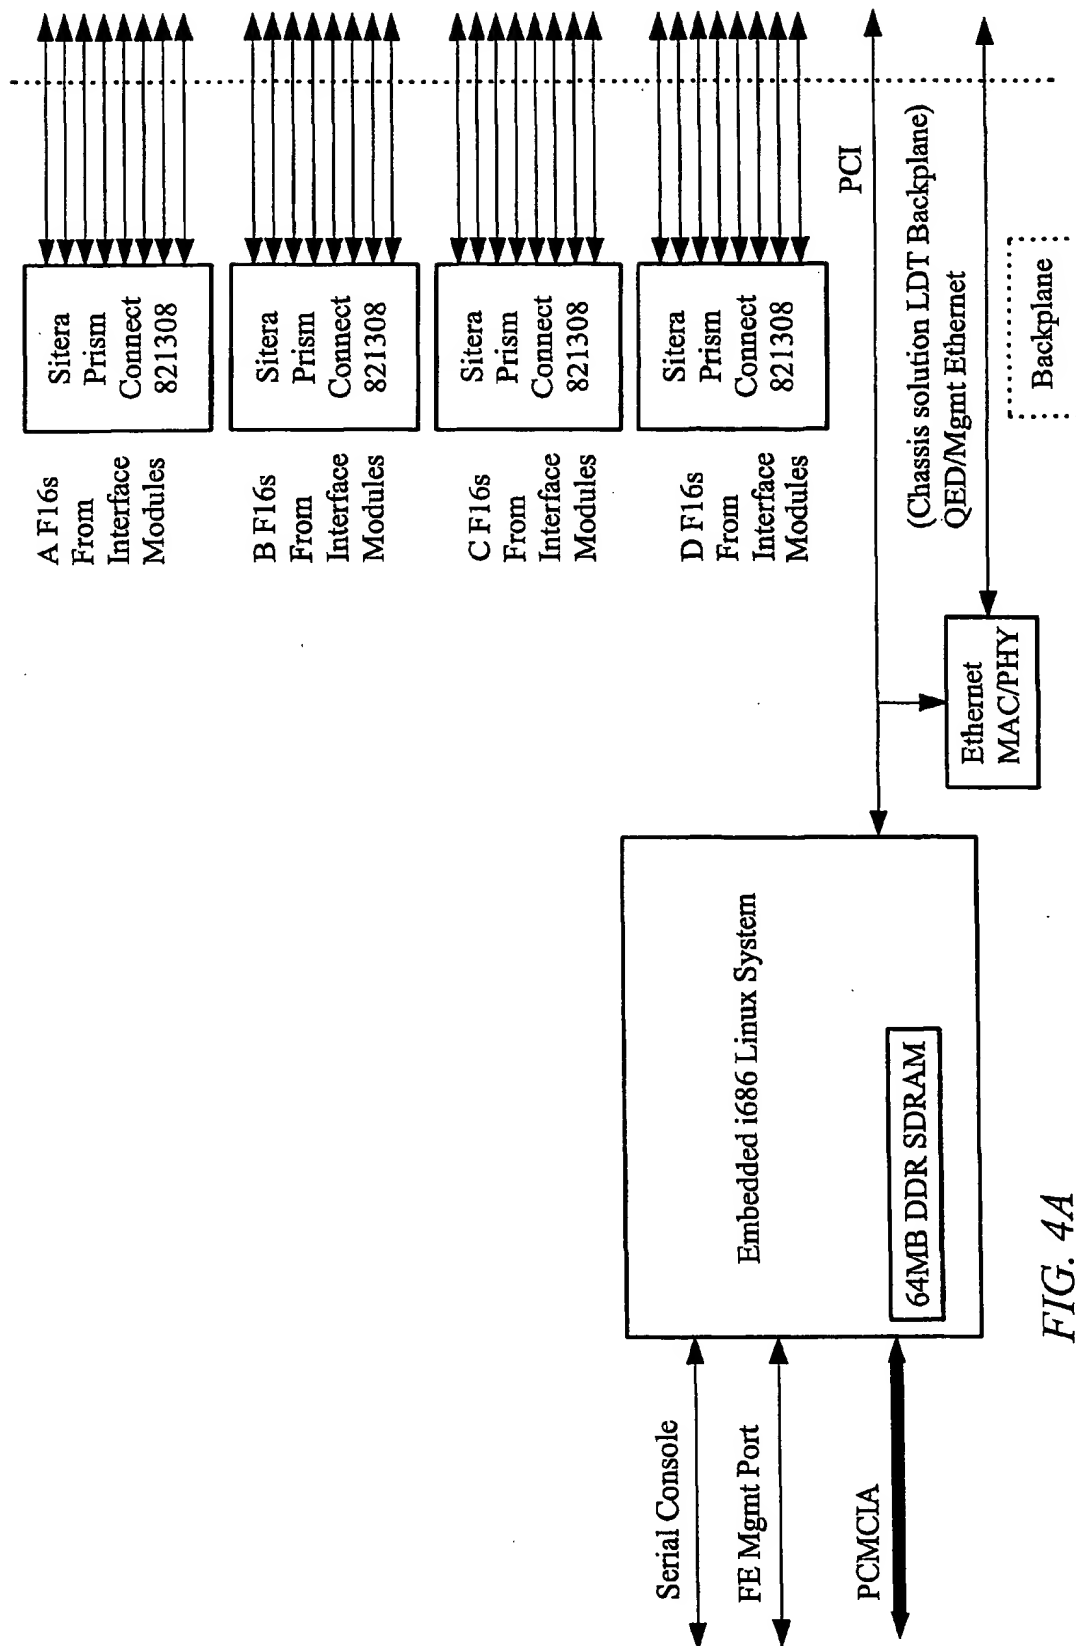 A F16s
From
Interface
Modules
Sitera
Prism
Connect
821308
B F16s
From
Interface
Modules
Sitera
Prism
Connect
821308
C F16s
From
Interface
Modules
Sitera
Prism
Connect
821308
D F16s
From
Interface
Modules
Sitera
Prism
Connect
821308
PCI
(Chassis solution LDT Backplane)
QED/Mgmt Ethernet
Ethernet
MAC/PHY
Backplane
Serial Console
FE Mgmt Port
PCMCIA
Embedded i686 Linux System
64MB DDR SDRAM
FIG. 4A